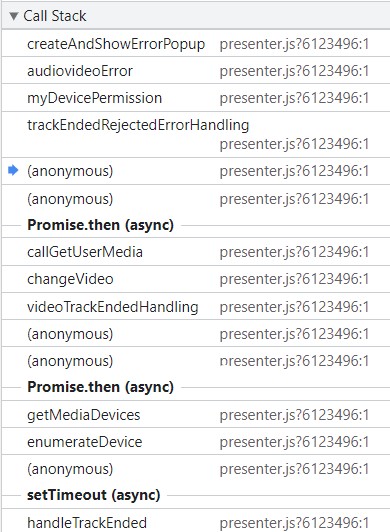 Call Stack
createAndShowErrorPopup presenter.js?6123496:1
audiovideoError presenter.js?6123496:1
myDevicePermission presenter.js?6123496:1
trackEndedRejectedErrorHandling
presenter.js?6123496:1
(anonymous) presenter.js?6123496:1
(anonymous) presenter.js?6123496:1
Promise.then (async)
callGetUserMedia presenter.js?6123496:1
changeVideo presenter.js?6123496:1
videoTrackEndedHandling presenter.js?6123496:1
(anonymous) presenter.js?6123496:1
(anonymous) presenter.js?6123496:1
Promise.then (async)
getMediaDevices presenter.js?6123496:1
enumerateDevice presenter.js?6123496:1
(anonymous) presenter.js?6123496:1
setTimeout (async)
handleTrackEnded presenter.js?6123496:1